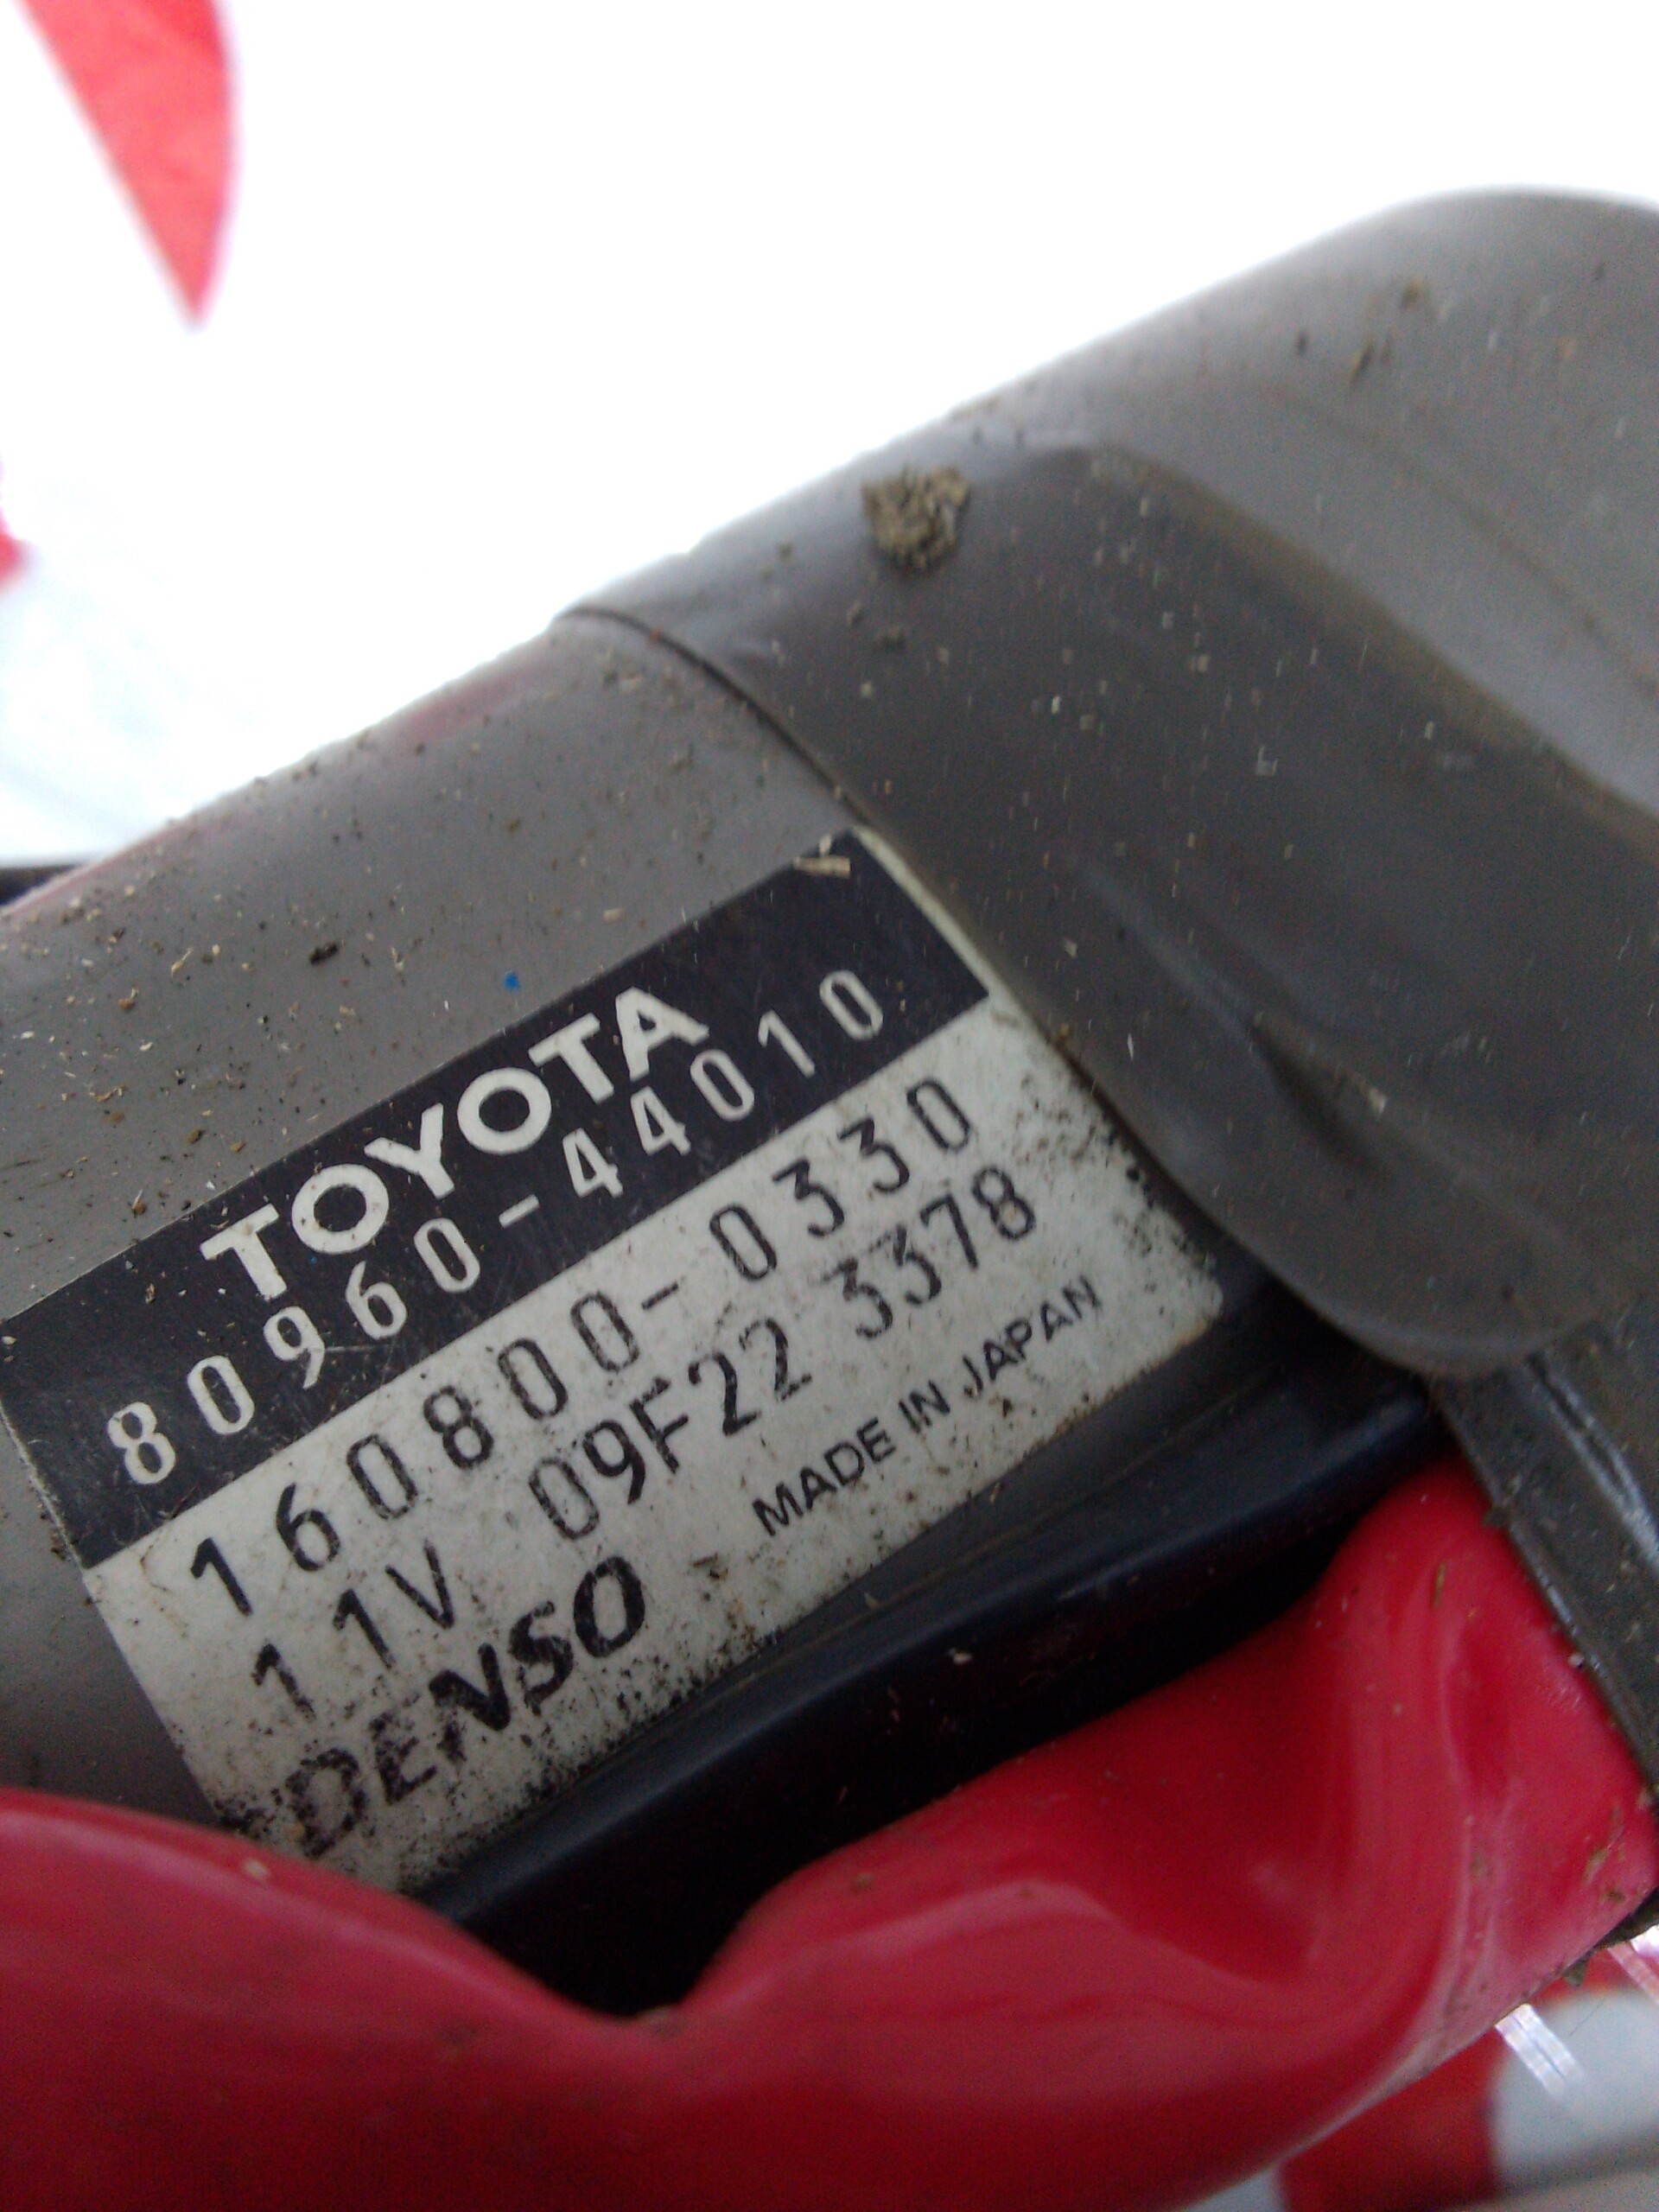 TOYOTA
80960-44010
160800-0330
11V 09F22 3378
DENSO MADE IN JAPAN